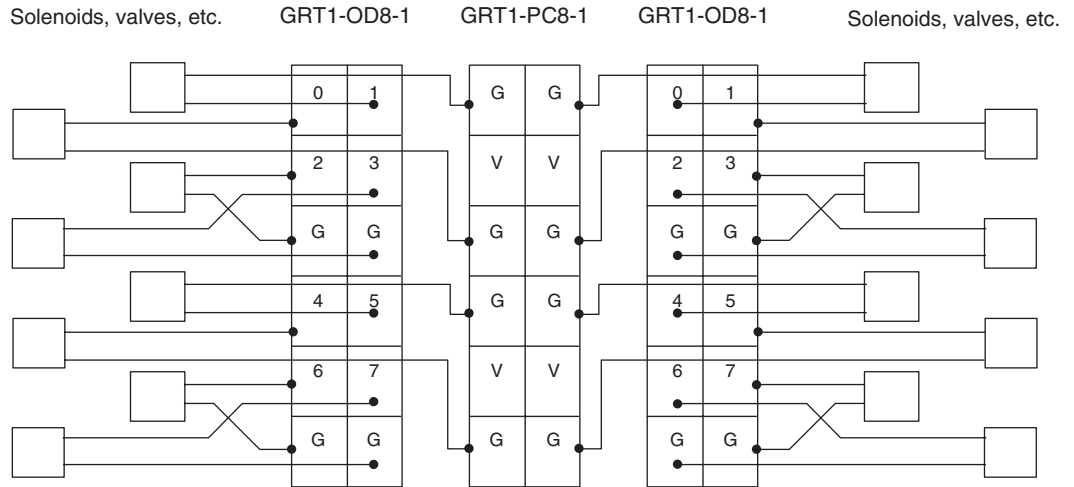 Solenoids, valves, etc. GRT1-OD8-1 GRT1-PC8-1 GRT1-OD8-1 Solenoids, valves, etc.
0 1 G G 0 1
2 3 V V 2 3
G G G G G G
4 5 G G 4 5
6 7 V V 6 7
G G G G G G